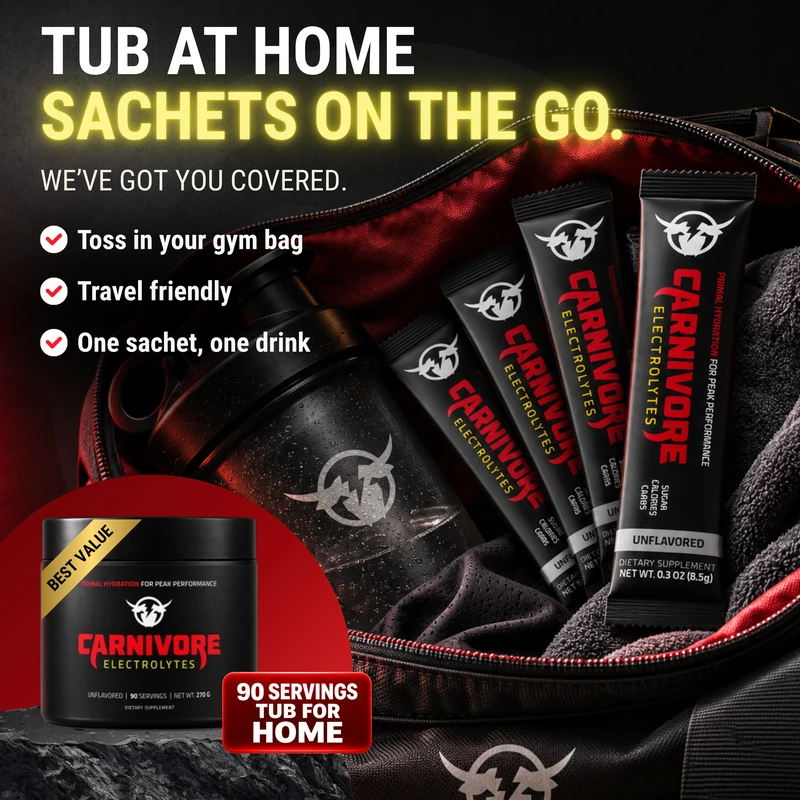 TUB AT HOME
SACHETS ON THE GO.
WE'VE GOT YOU COVERED.
Toss in your gym bag
Travel friendly
One sachet, one drink
CARNIVORE
ELECTROLYTES
CARNIVORE
ELECTROLYTES
CARNIVORE
ELECTROLYTES
PRIMAL HYDRATION FOR PEAK PERFORMANCE
CARNIVORE
ELECTROLYTES
SUGAR
CALORIES
CARBS
UNFLAVORED
DIETARY SUPPLEMENT
NET WT. 0.3 OZ (8.5g)
BEST VALUE
PRIMAL HYDRATION FOR PEAK PERFORMANCE
CARNIVORE
ELECTROLYTES
UNFLAVORED | 90 SERVINGS | NET WT. 270 G
DIETARY SUPPLEMENT
90 SERVINGS
TUB FOR
HOME